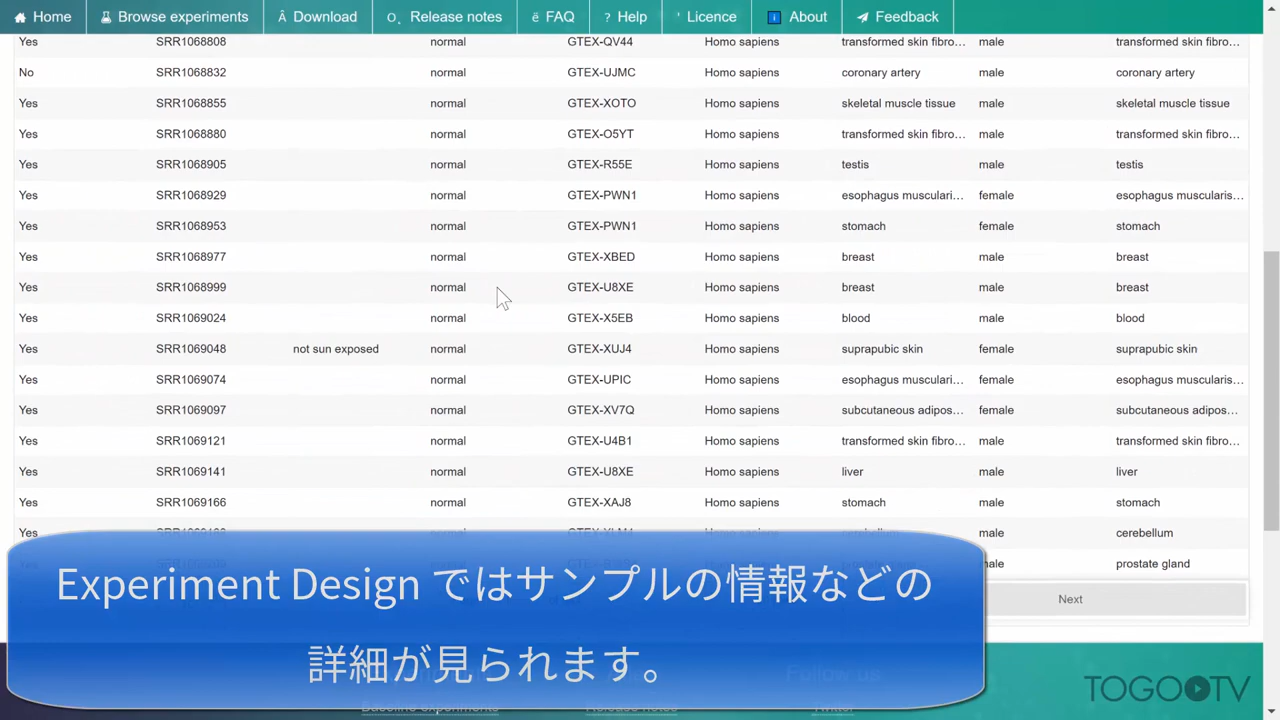 Home Browse experiments Download Release notes FAQ ? Help Licence About Feedback
Yes SRR1068808 normal GTEX-QV44 Homo sapiens transformed skin fibro… male transformed skin fibro…
No SRR1068832 normal GTEX-UJMC Homo sapiens coronary artery male coronary artery
Yes SRR1068855 normal GTEX-XOTO Homo sapiens skeletal muscle tissue male skeletal muscle tissue
Yes SRR1068880 normal GTEX-O5YT Homo sapiens transformed skin fibro… male transformed skin fibro…
Yes SRR1068905 normal GTEX-R55E Homo sapiens testis male testis
Yes SRR1068929 normal GTEX-PWN1 Homo sapiens esophagus musculari… female esophagus muscularis…
Yes SRR1068953 normal GTEX-PWN1 Homo sapiens stomach female stomach
Yes SRR1068977 normal GTEX-XBED Homo sapiens breast male breast
Yes SRR1068999 normal GTEX-U8XE Homo sapiens breast male breast
Yes SRR1069024 normal GTEX-X5EB Homo sapiens blood male blood
Yes SRR1069048 not sun exposed normal GTEX-XUJ4 Homo sapiens suprapubic skin female suprapubic skin
Yes SRR1069074 normal GTEX-UPIC Homo sapiens esophagus musculari… female esophagus muscularis…
Yes SRR1069097 normal GTEX-XV7Q Homo sapiens subcutaneous adipos… female subcutaneous adipos…
Yes SRR1069121 normal GTEX-U4B1 Homo sapiens transformed skin fibro… male transformed skin fibro…
Yes SRR1069141 normal GTEX-U8XE Homo sapiens liver male liver
Yes SRR1069166 normal GTEX-XAJ8 Homo sapiens stomach male stomach
Yes normal Homo sapiens cerebellum male cerebellum
male prostate gland
Next
Experiment Design ではサンプルの情報などの
詳細が見られます。
Follow us
Baseline experiments Release notes Twitter
TOGOTV